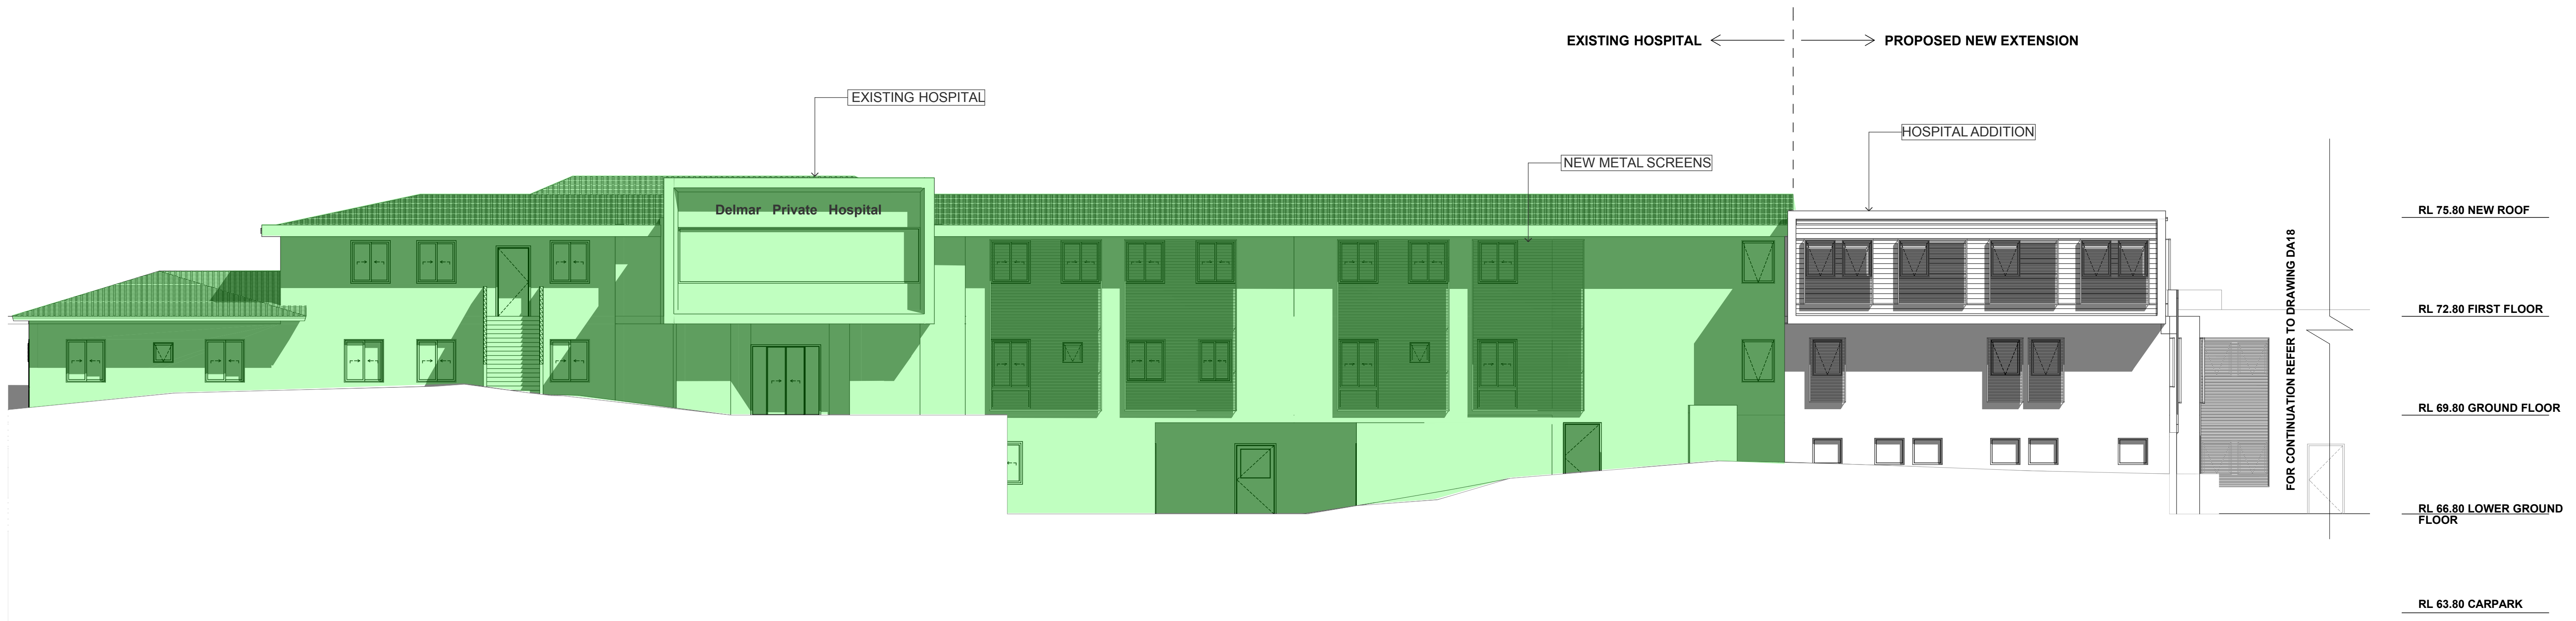 EXISTING HOSPITAL
PROPOSED NEW EXTENSION
EXISTING HOSPITAL
HOSPITAL ADDITION
NEW METAL SCREENS
Delmar Private Hospital
RL 75.80 NEW ROOF
FOR CONTINUATION REFER TO DRAWING DA18
RL 72.80 FIRST FLOOR
RL 69.80 GROUND FLOOR
RL 66.80 LOWER GROUND
FLOOR
RL 63.80 CARPARK